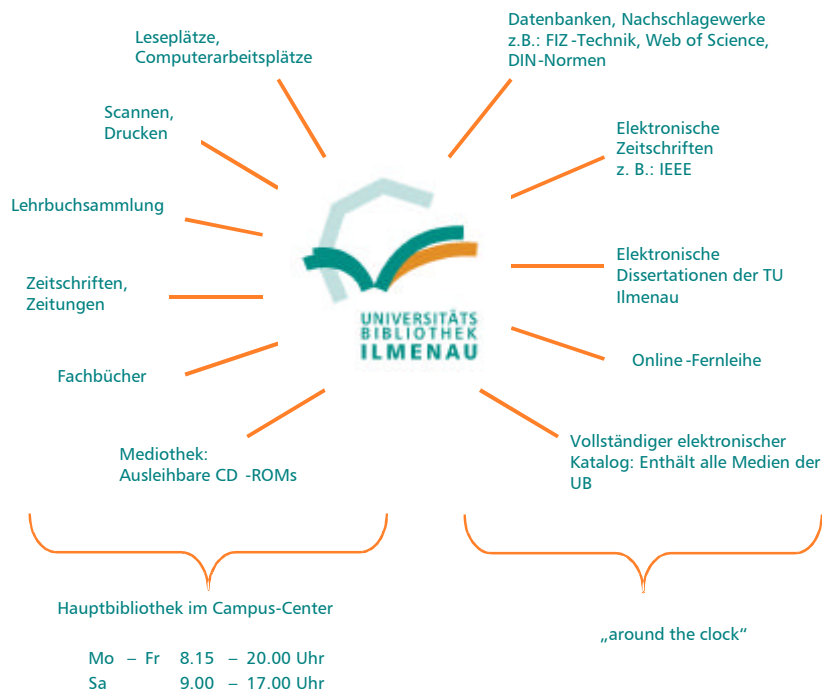 Leseplätze,
Computerarbeitsplätze
Scannen,
Drucken
Lehrbuchsammlung
Zeitschriften,
Zeitungen
Fachbücher
Mediothek:
Ausleihbare CD -ROMs
UNIVERSITÄTS
BIBLIOTHEK
ILMENAU
Datenbanken, Nachschlagewerke
z.B.: FIZ -Technik, Web of Science,
DIN-Normen
Elektronische
Zeitschriften
z. B.: IEEE
Elektronische
Dissertationen der TU
Ilmenau
Online -Fernleihe
Vollständiger elektronischer
Katalog: Enthält alle Medien der
UB
Hauptbibliothek im Campus-Center
Mo – Fr 8.15 – 20.00 Uhr
Sa 9.00 – 17.00 Uhr
„around the clock“